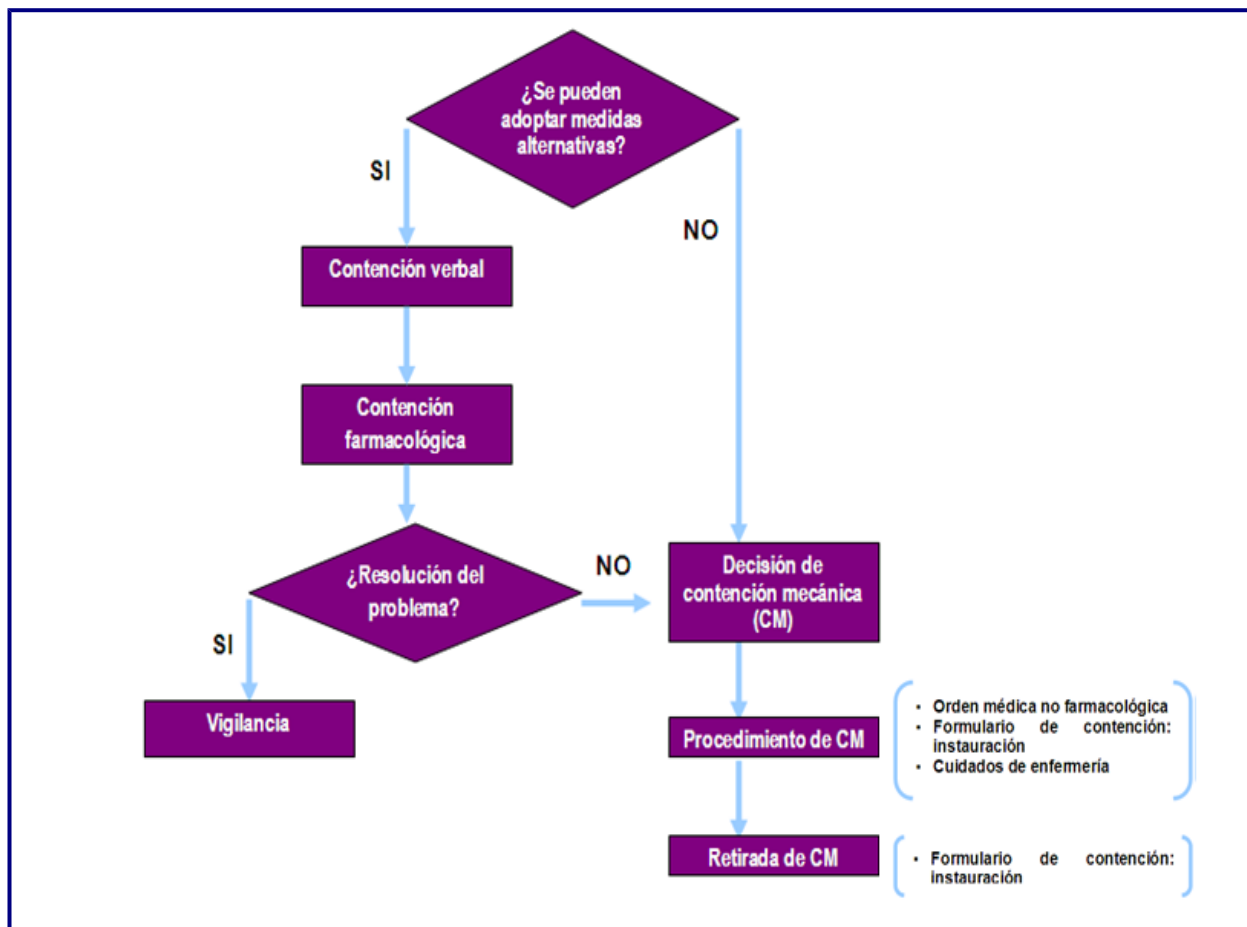 ¿Se pueden
adoptar medidas
alternativas?
SI
NO
Contención verbal
Contención
farmacológica
¿Resolución del
problema?
NO
SI
Decisión de
contención mecánica
(CM)
Vigilancia
Procedimiento de CM
▪ Orden médica no farmacológica
▪ Formulario de contención:
instauración
▪ Cuidados de enfermería
Retirada de CM
▪ Formulario de contención:
instauración